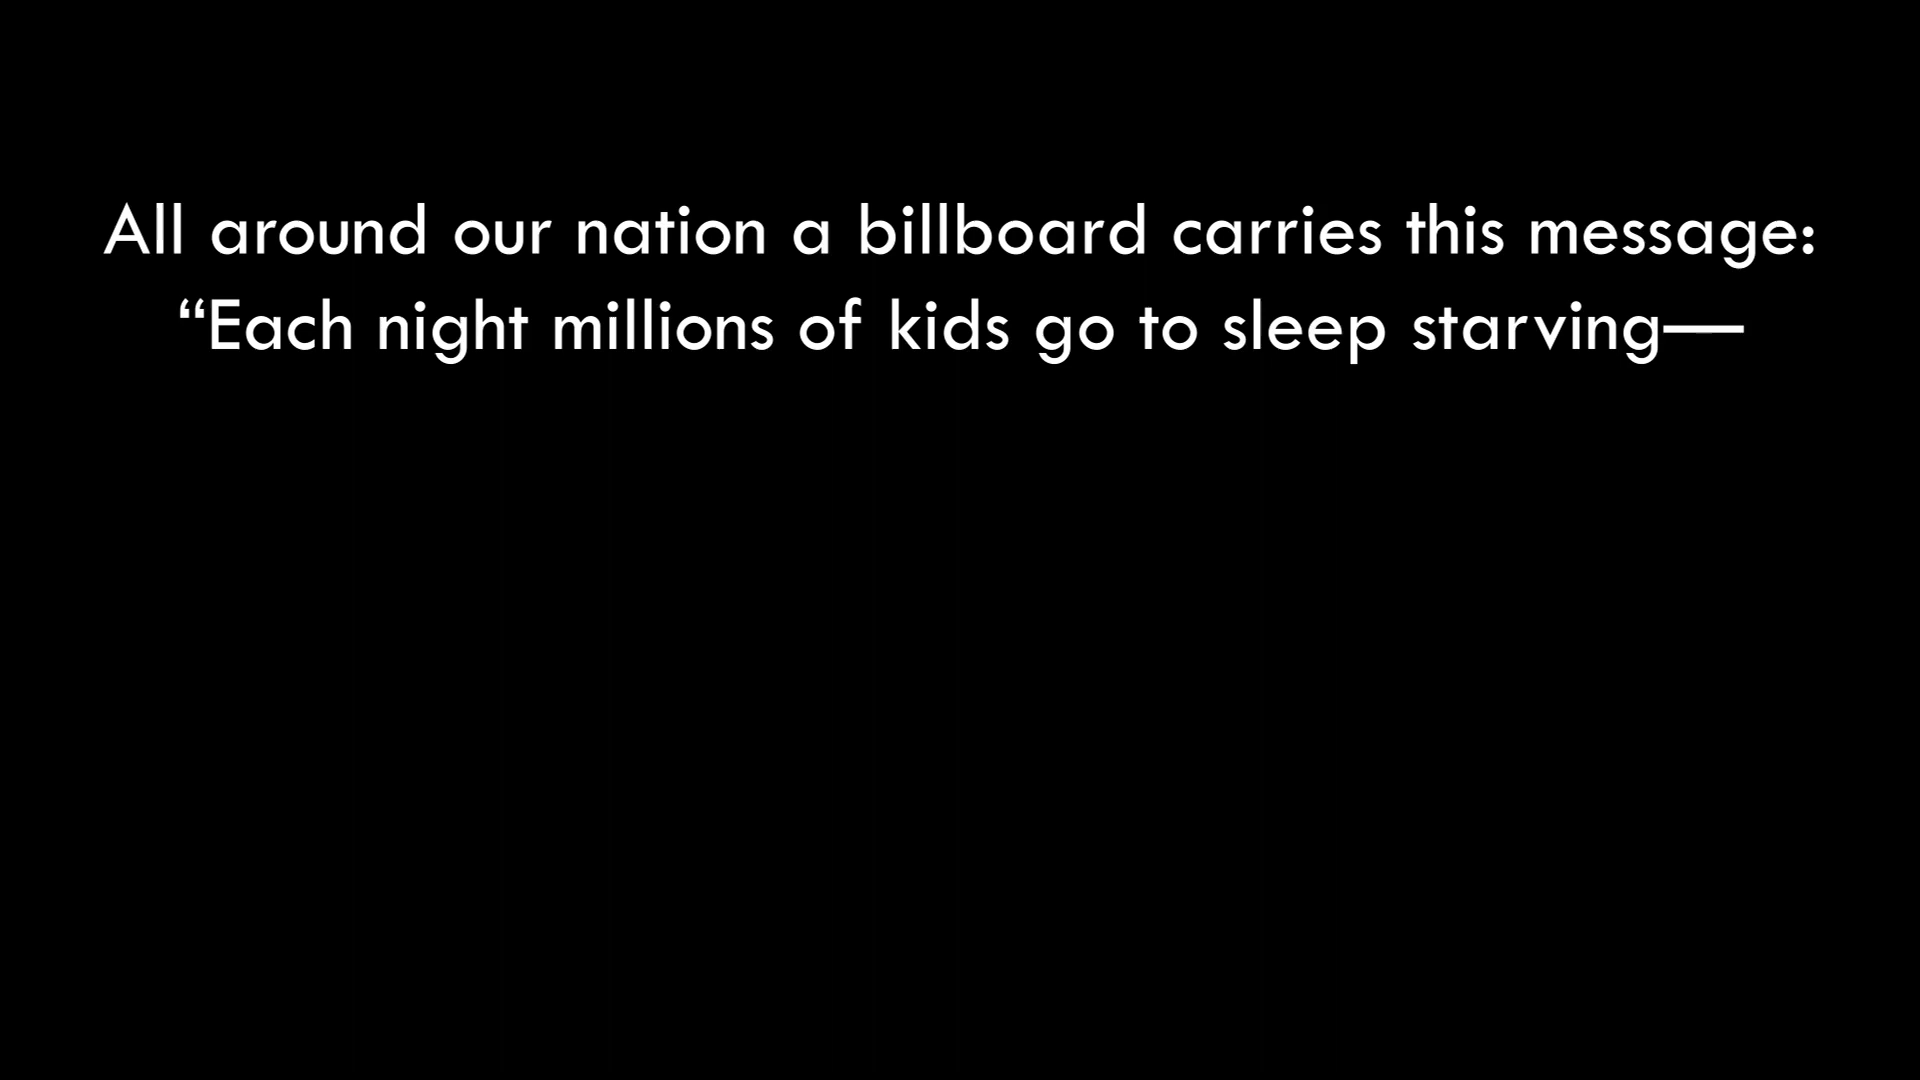 All around our nation a billboard carries this message:
“Each night millions of kids go to sleep starving—